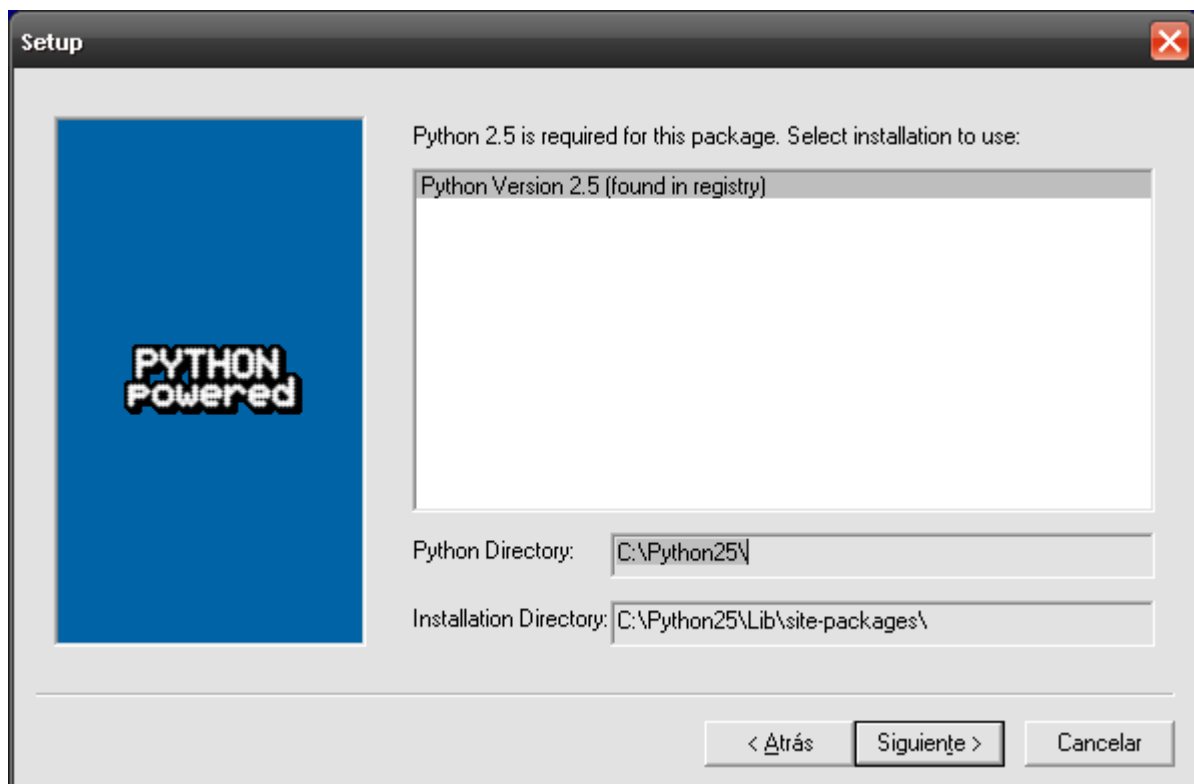 Setup
Python 2.5 is required for this package. Select installation to use:
Python Version 2.5 (found in registry)
PYTHON
powered
Python Directory: C:\Python25\
Installation Directory: C:\Python25\Lib\site-packages\
< Atrás Siguiente > Cancelar